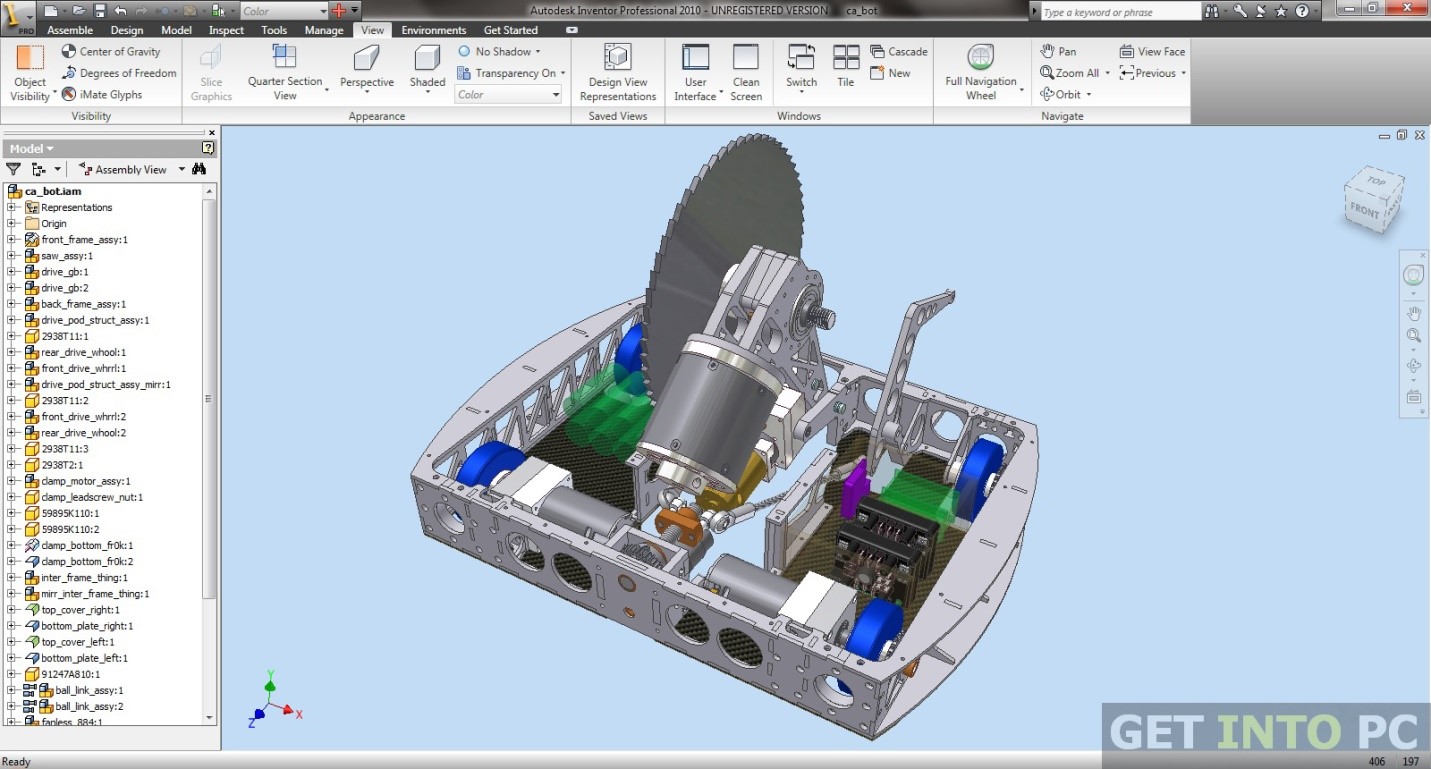 Color
Autodesk Inventor Professional 2010 - UNREGISTERED VERSION ca_bot
Type a keyword or phrase
PRO
Assemble Design Model Inspect Tools Manage View Environments Get Started
Object Visibility
Center of Gravity
Degrees of Freedom
iMate Glyphs
Slice Graphics
Quarter Section View
Perspective
Shaded
No Shadow
Transparency On
Color
Design View Representations
User Interface
Clean Screen
Switch
Tile
Cascade
New
Full Navigation Wheel
Pan
Zoom All
Orbit
View Face
Previous
Visibility
Appearance
Saved Views
Windows
Navigate
Model
Assembly View
ca_bot.iam
Representations
Origin
front_frame_assy:1
saw_assy:1
drive_gb:1
drive_gb:2
back_frame_assy:1
drive_pod_struct_assy:1
2938T11:1
rear_drive_whool:1
front_drive_whrrl:1
drive_pod_struct_assy_mirr:1
2938T11:2
front_drive_whrrl:2
rear_drive_whool:2
2938T11:3
2938T2:1
clamp_motor_assy:1
clamp_leadscrew_nut:1
59895K110:1
59895K110:2
clamp_bottom_fr0k:1
clamp_bottom_fr0k:2
inter_frame_thing:1
mirr_inter_frame_thing:1
top_cover_right:1
bottom_plate_right:1
top_cover_left:1
bottom_plate_left:1
91247A810:1
ball_link_assy:1
ball_link_assy:2
fanless_884:1
TOP
FRONT
Y
X
Z
GET INTO PC
Ready
406 197